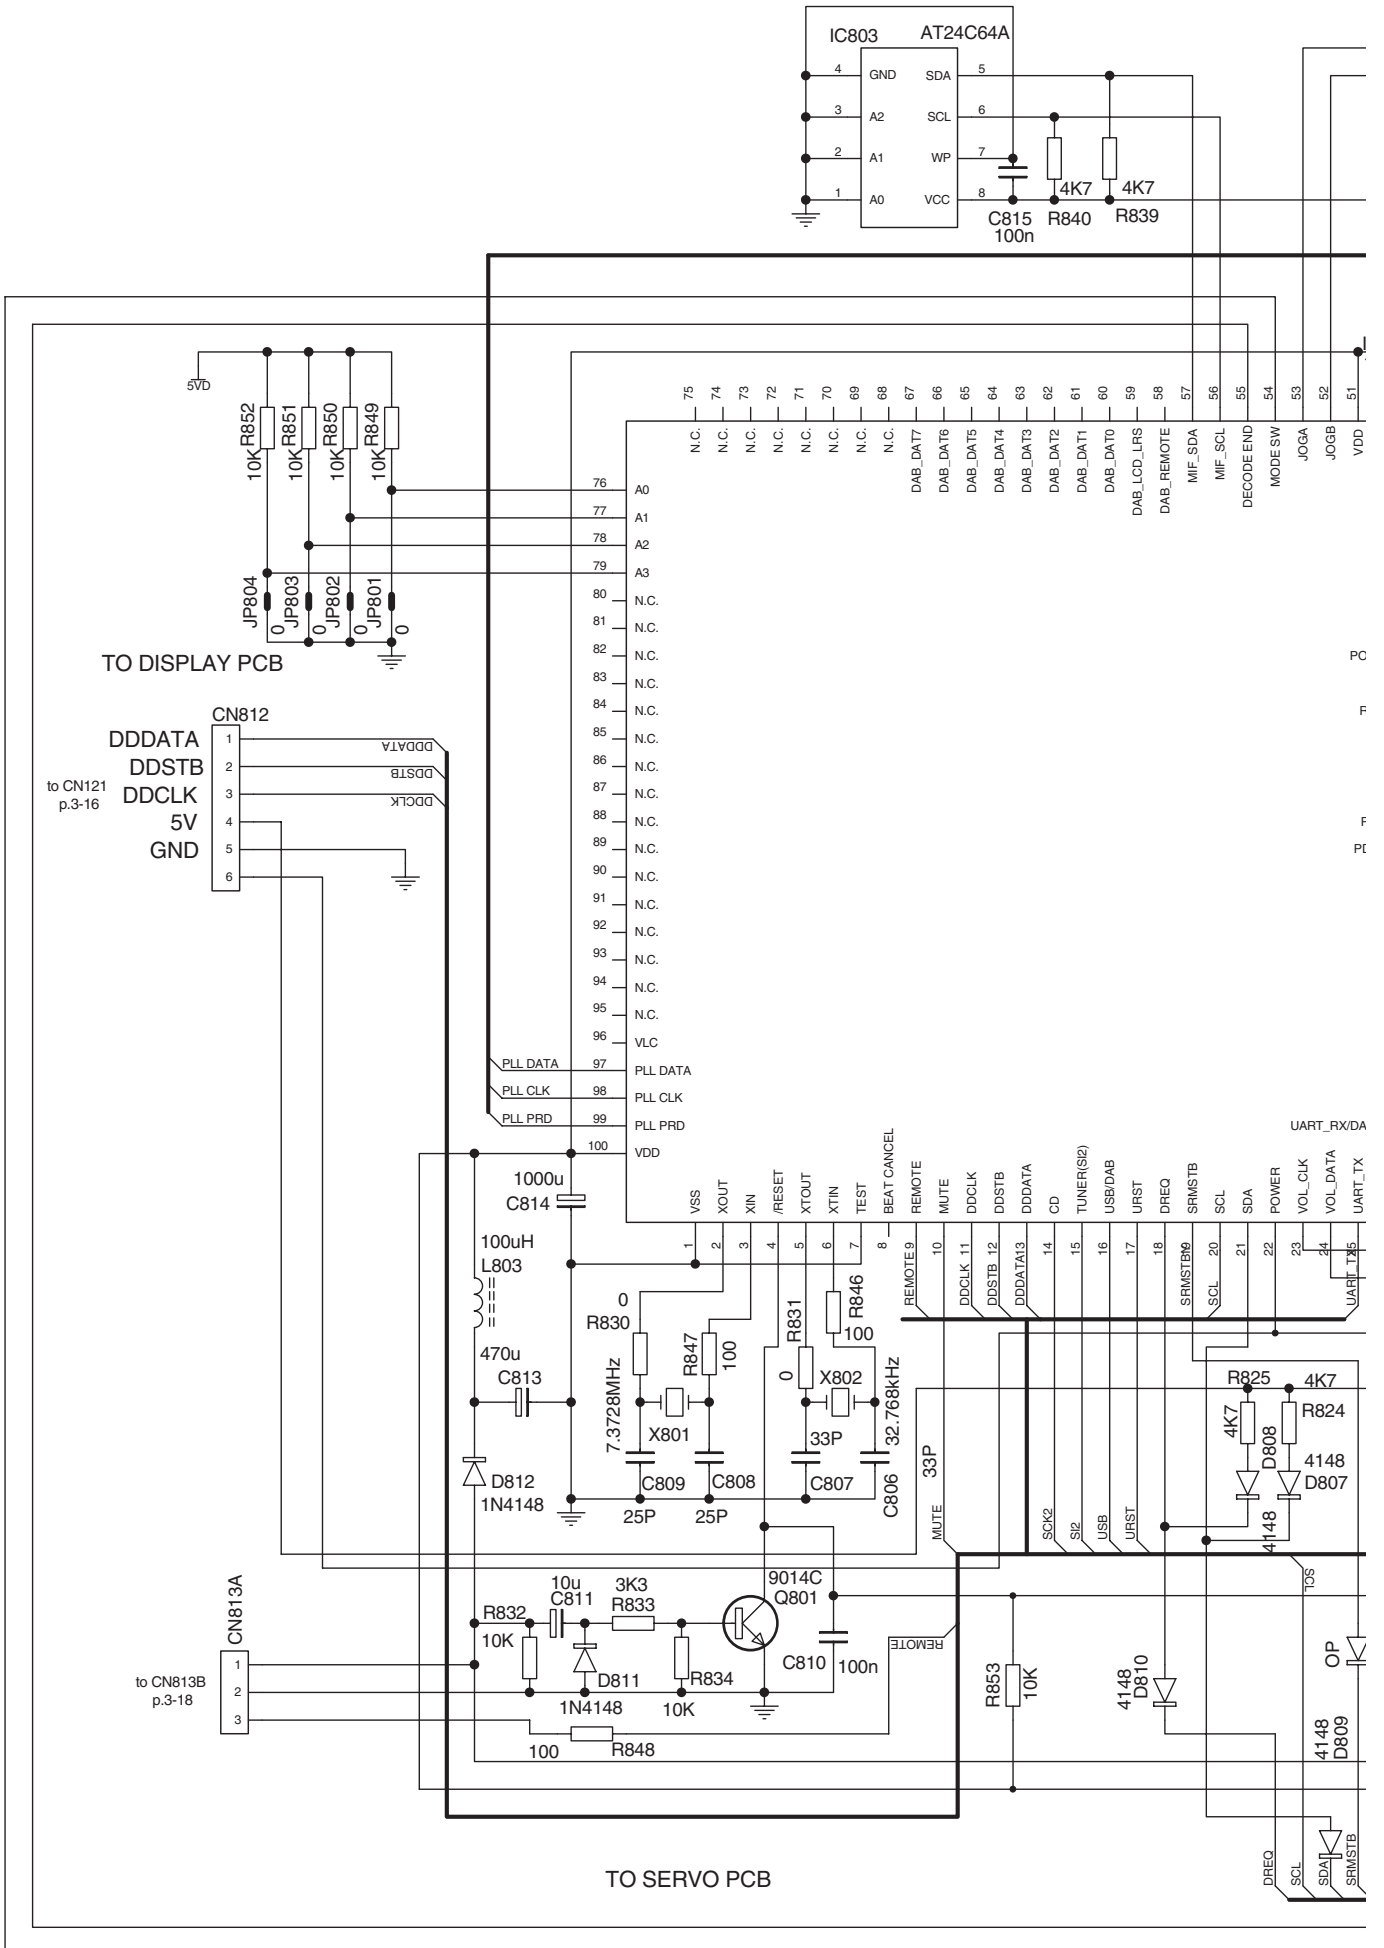 IC803 AT24C64A
4 GND SDA 5
3 A2 SCL 6
2 A1 WP 7
1 A0 VCC 8
4K7 4K7
C815 R840 R839
100n
5VD
10K R852
10K R851
10K R850
10K R849
75 N.C.
74 N.C.
73 N.C.
72 N.C.
71 N.C.
70 N.C.
69 N.C.
68 N.C.
67 DAB_DAT7
66 DAB_DAT6
65 DAB_DAT5
64 DAB_DAT4
63 DAB_DAT3
62 DAB_DAT2
61 DAB_DAT1
60 DAB_DAT0
59 DAB_LCD_LRS
58 DAB_REMOTE
57 MIF_SDA
56 MIF_SCL
55 DECODE END
54 MODE SW
53 JOGA
52 JOGB
51 VDD
76 A0
77 A1
78 A2
79 A3
80 N.C.
81 N.C.
82 N.C.
83 N.C.
84 N.C.
85 N.C.
86 N.C.
87 N.C.
88 N.C.
89 N.C.
90 N.C.
91 N.C.
92 N.C.
93 N.C.
94 N.C.
95 N.C.
96 VLC
PLL DATA 97 PLL DATA
PLL CLK 98 PLL CLK
PLL PRD 99 PLL PRD
100 VDD
PO
R
PD
UART_RX/DA
JP804 0
JP803 0
JP802 0
JP801 0
TO DISPLAY PCB
CN812
DDDATA 1 DDDATA
DDSTB 2 DDSTB
DDCLK 3 DDCLK
5V 4
GND 5
6
to CN121
p.3-16
1000u
C814
100uH
L803
470u
C813
D812
1N4148
VSS 1
XOUT 2
XIN 3
/RESET 4
XTOUT 5
XTIN 6
TEST 7
BEAT CANCEL 8
REMOTE 9 REMOTE
MUTE 10 MUTE
DDCLK 11 DDCLK
DDSTB 12 DDSTB
DDDATA 13 DDDATA
CD 14 SCK2
TUNER(SI2) 15 SI2
USB/DAB 16 USB
URST 17 URST
DREQ 18
SRMSTB 19 SRMSTB
SCL 20 SCL
SDA 21
POWER 22
VOL_CLK 23
VOL_DATA 24
UART_TX 25 UART_TX
0
R830
R847
100
7.3728MHz
X801
C809
25P
C808
25P
R831
0
R846
100
X802
32.768kHz
33P
C807
C806
33P
R825 4K7
4K7 R824
D808
4148
4148
D807
SCL
CN813A
1
2
3
to CN813B
p.3-18
R832
10K
10u
C811
3K3
R833
D811
1N4148
R834
10K
9014C
Q801
C810 100n
REMOTE
100 R848
R853
10K
4148
D810
OP
4148
D809
DREQ
SCL
SDA
SRMSTB
TO SERVO PCB